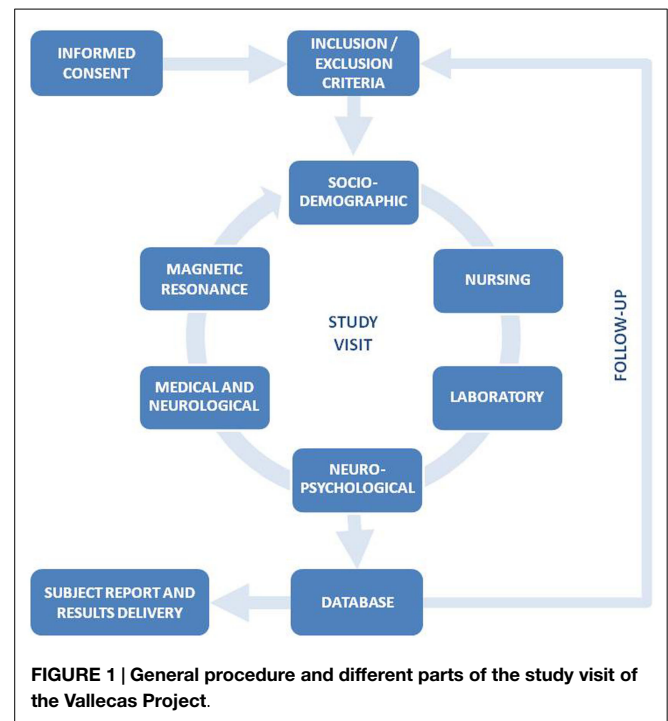 INFORMED
CONSENT
INCLUSION /
EXCLUSION
CRITERIA
SOCIO-
DEMOGRAPHIC
MAGNETIC
RESONANCE
NURSING
STUDY
VISIT
FOLLOW-UP
MEDICAL AND
NEUROLOGICAL
LABORATORY
NEURO-
PSYCHOLOGICAL
SUBJECT REPORT AND
RESULTS DELIVERY
DATABASE
FIGURE 1 | General procedure and different parts of the study visit of
the Vallecas Project.